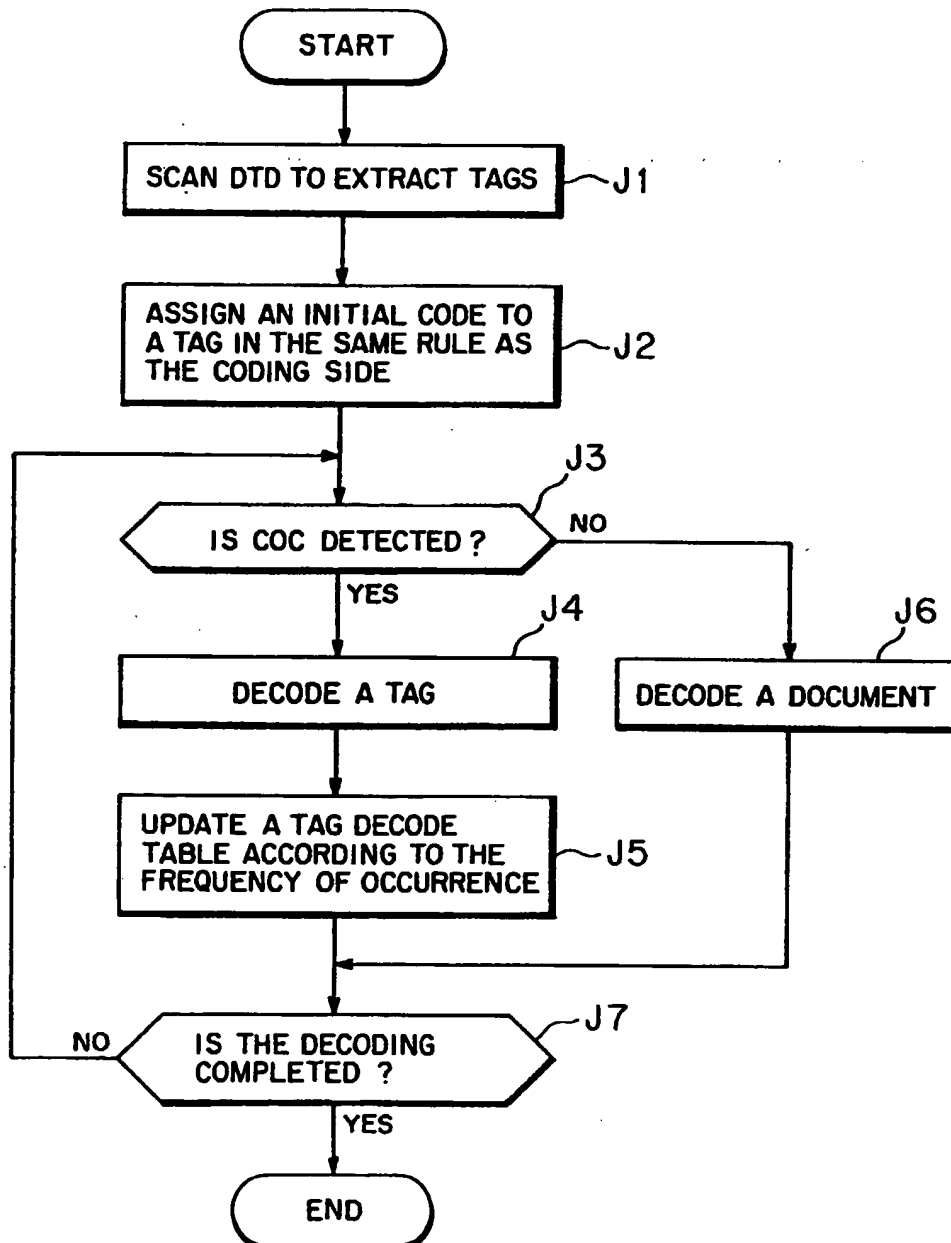 START
SCAN DTD TO EXTRACT TAGS
J1
ASSIGN AN INITIAL CODE TO
A TAG IN THE SAME RULE AS
THE CODING SIDE
J2
J3
IS COC DETECTED ?
NO
YES
J4
J6
DECODE A TAG
DECODE A DOCUMENT
UPDATE A TAG DECODE
TABLE ACCORDING TO THE
FREQUENCY OF OCCURRENCE
J5
J7
NO
IS THE DECODING
COMPLETED ?
YES
END